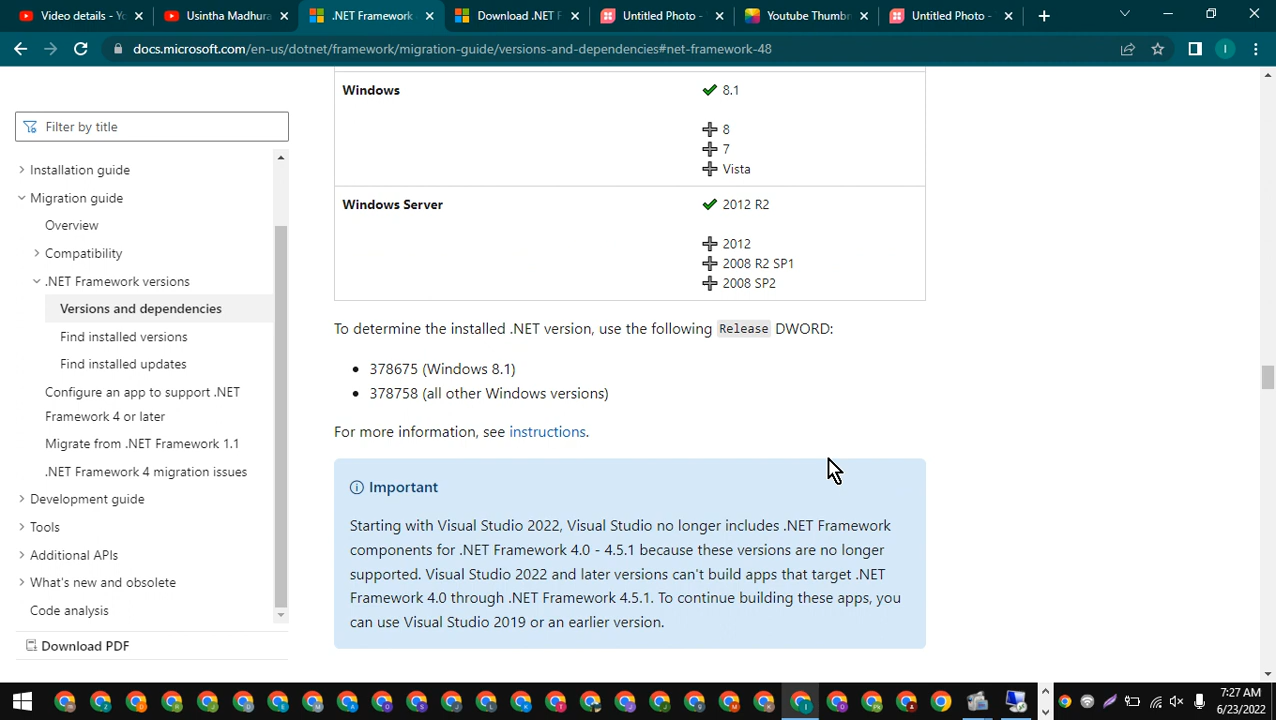 Video details - Yo
Usintha Madhura
.NET Framework
Download .NET F
Untitled Photo -
Youtube Thumbn
Untitled Photo -
docs.microsoft.com/en-us/dotnet/framework/migration-guide/versions-and-dependencies#net-framework-48
I
Filter by title
Installation guide
Migration guide
Overview
Compatibility
.NET Framework versions
Versions and dependencies
Find installed versions
Find installed updates
Configure an app to support .NET
Framework 4 or later
Migrate from .NET Framework 1.1
.NET Framework 4 migration issues
Development guide
Tools
Additional APIs
What's new and obsolete
Code analysis
Download PDF
Windows
8.1
8
7
Vista
Windows Server
2012 R2
2012
2008 R2 SP1
2008 SP2
To determine the installed .NET version, use the following Release DWORD:
378675 (Windows 8.1)
378758 (all other Windows versions)
For more information, see instructions.
Important
Starting with Visual Studio 2022, Visual Studio no longer includes .NET Framework
components for .NET Framework 4.0 - 4.5.1 because these versions are no longer
supported. Visual Studio 2022 and later versions can't build apps that target .NET
Framework 4.0 through .NET Framework 4.5.1. To continue building these apps, you
can use Visual Studio 2019 or an earlier version.
7:27 AM
6/23/2022